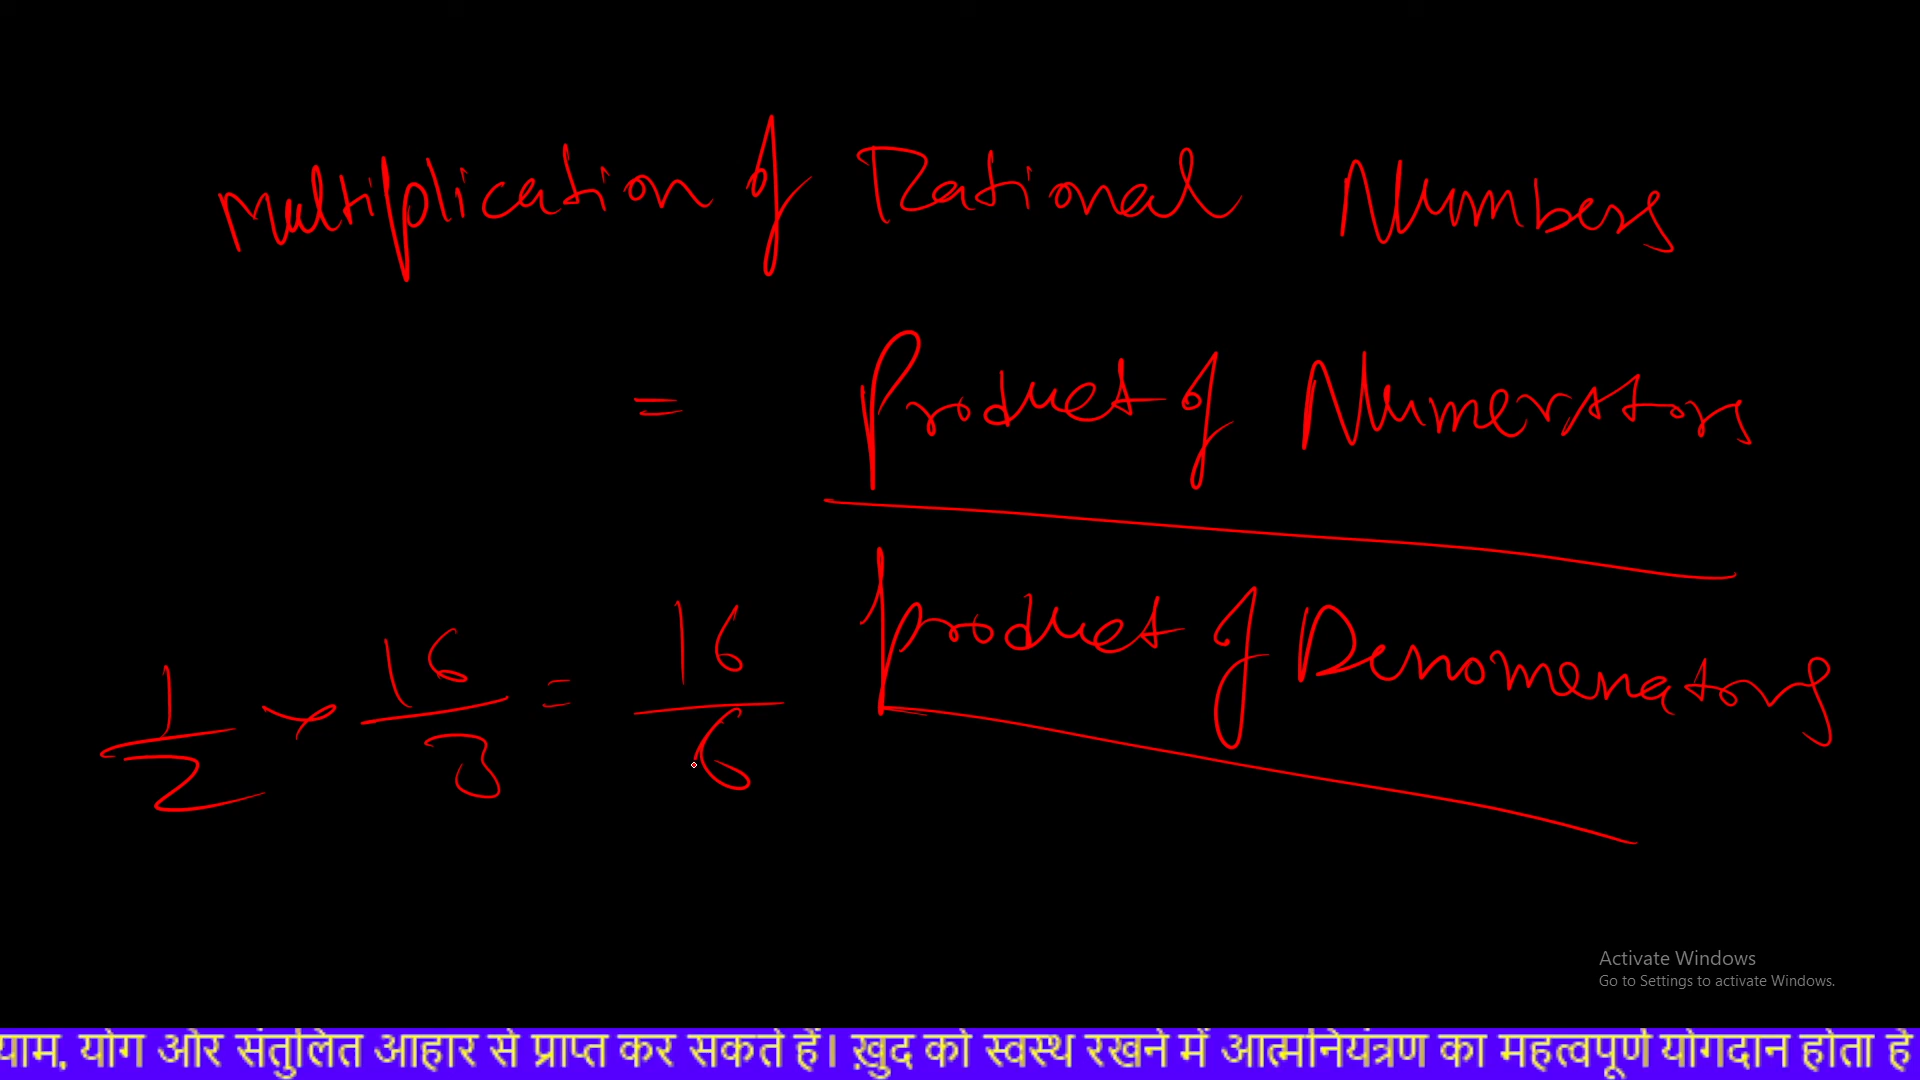 Multiplication of Rational Numbers
= Product of Numerators
Product of Denomenators
1/2 × 16/3 = 16/6
Activate Windows
Go to Settings to activate Windows.
याम, योग और संतुलित आहार से प्राप्त कर सकते हैं। ख़ुद को स्वस्थ रखने में आत्मनियंत्रण का महत्वपूर्ण योगदान होता है